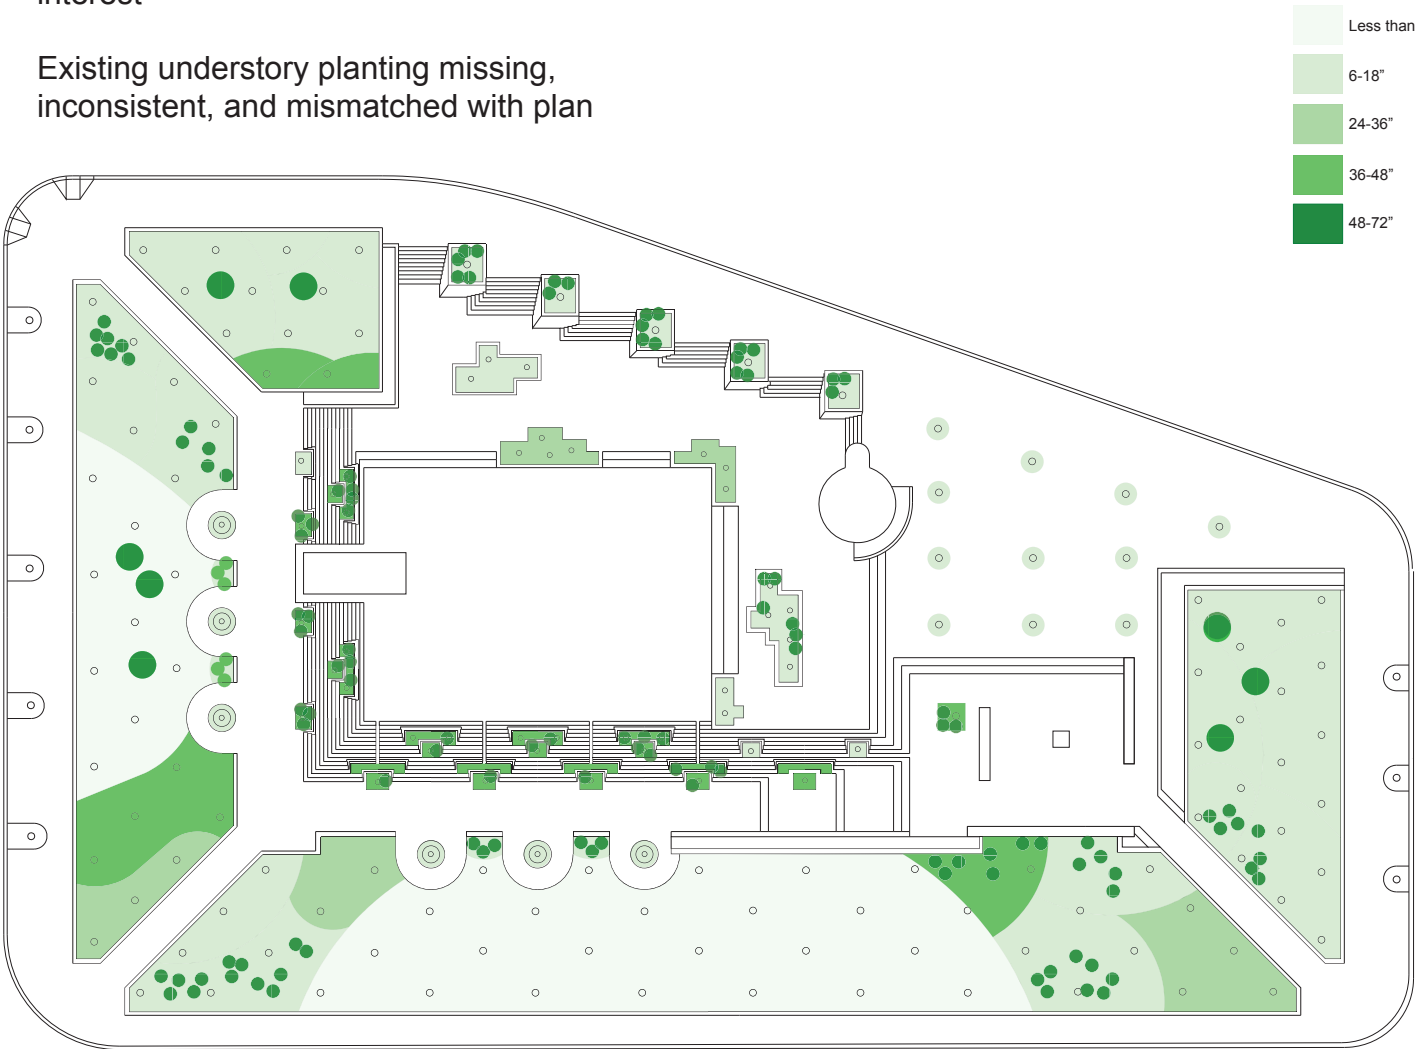 interest
Existing understory planting missing,
inconsistent, and mismatched with plan
Less than
6-18”
24-36”
36-48”
48-72”